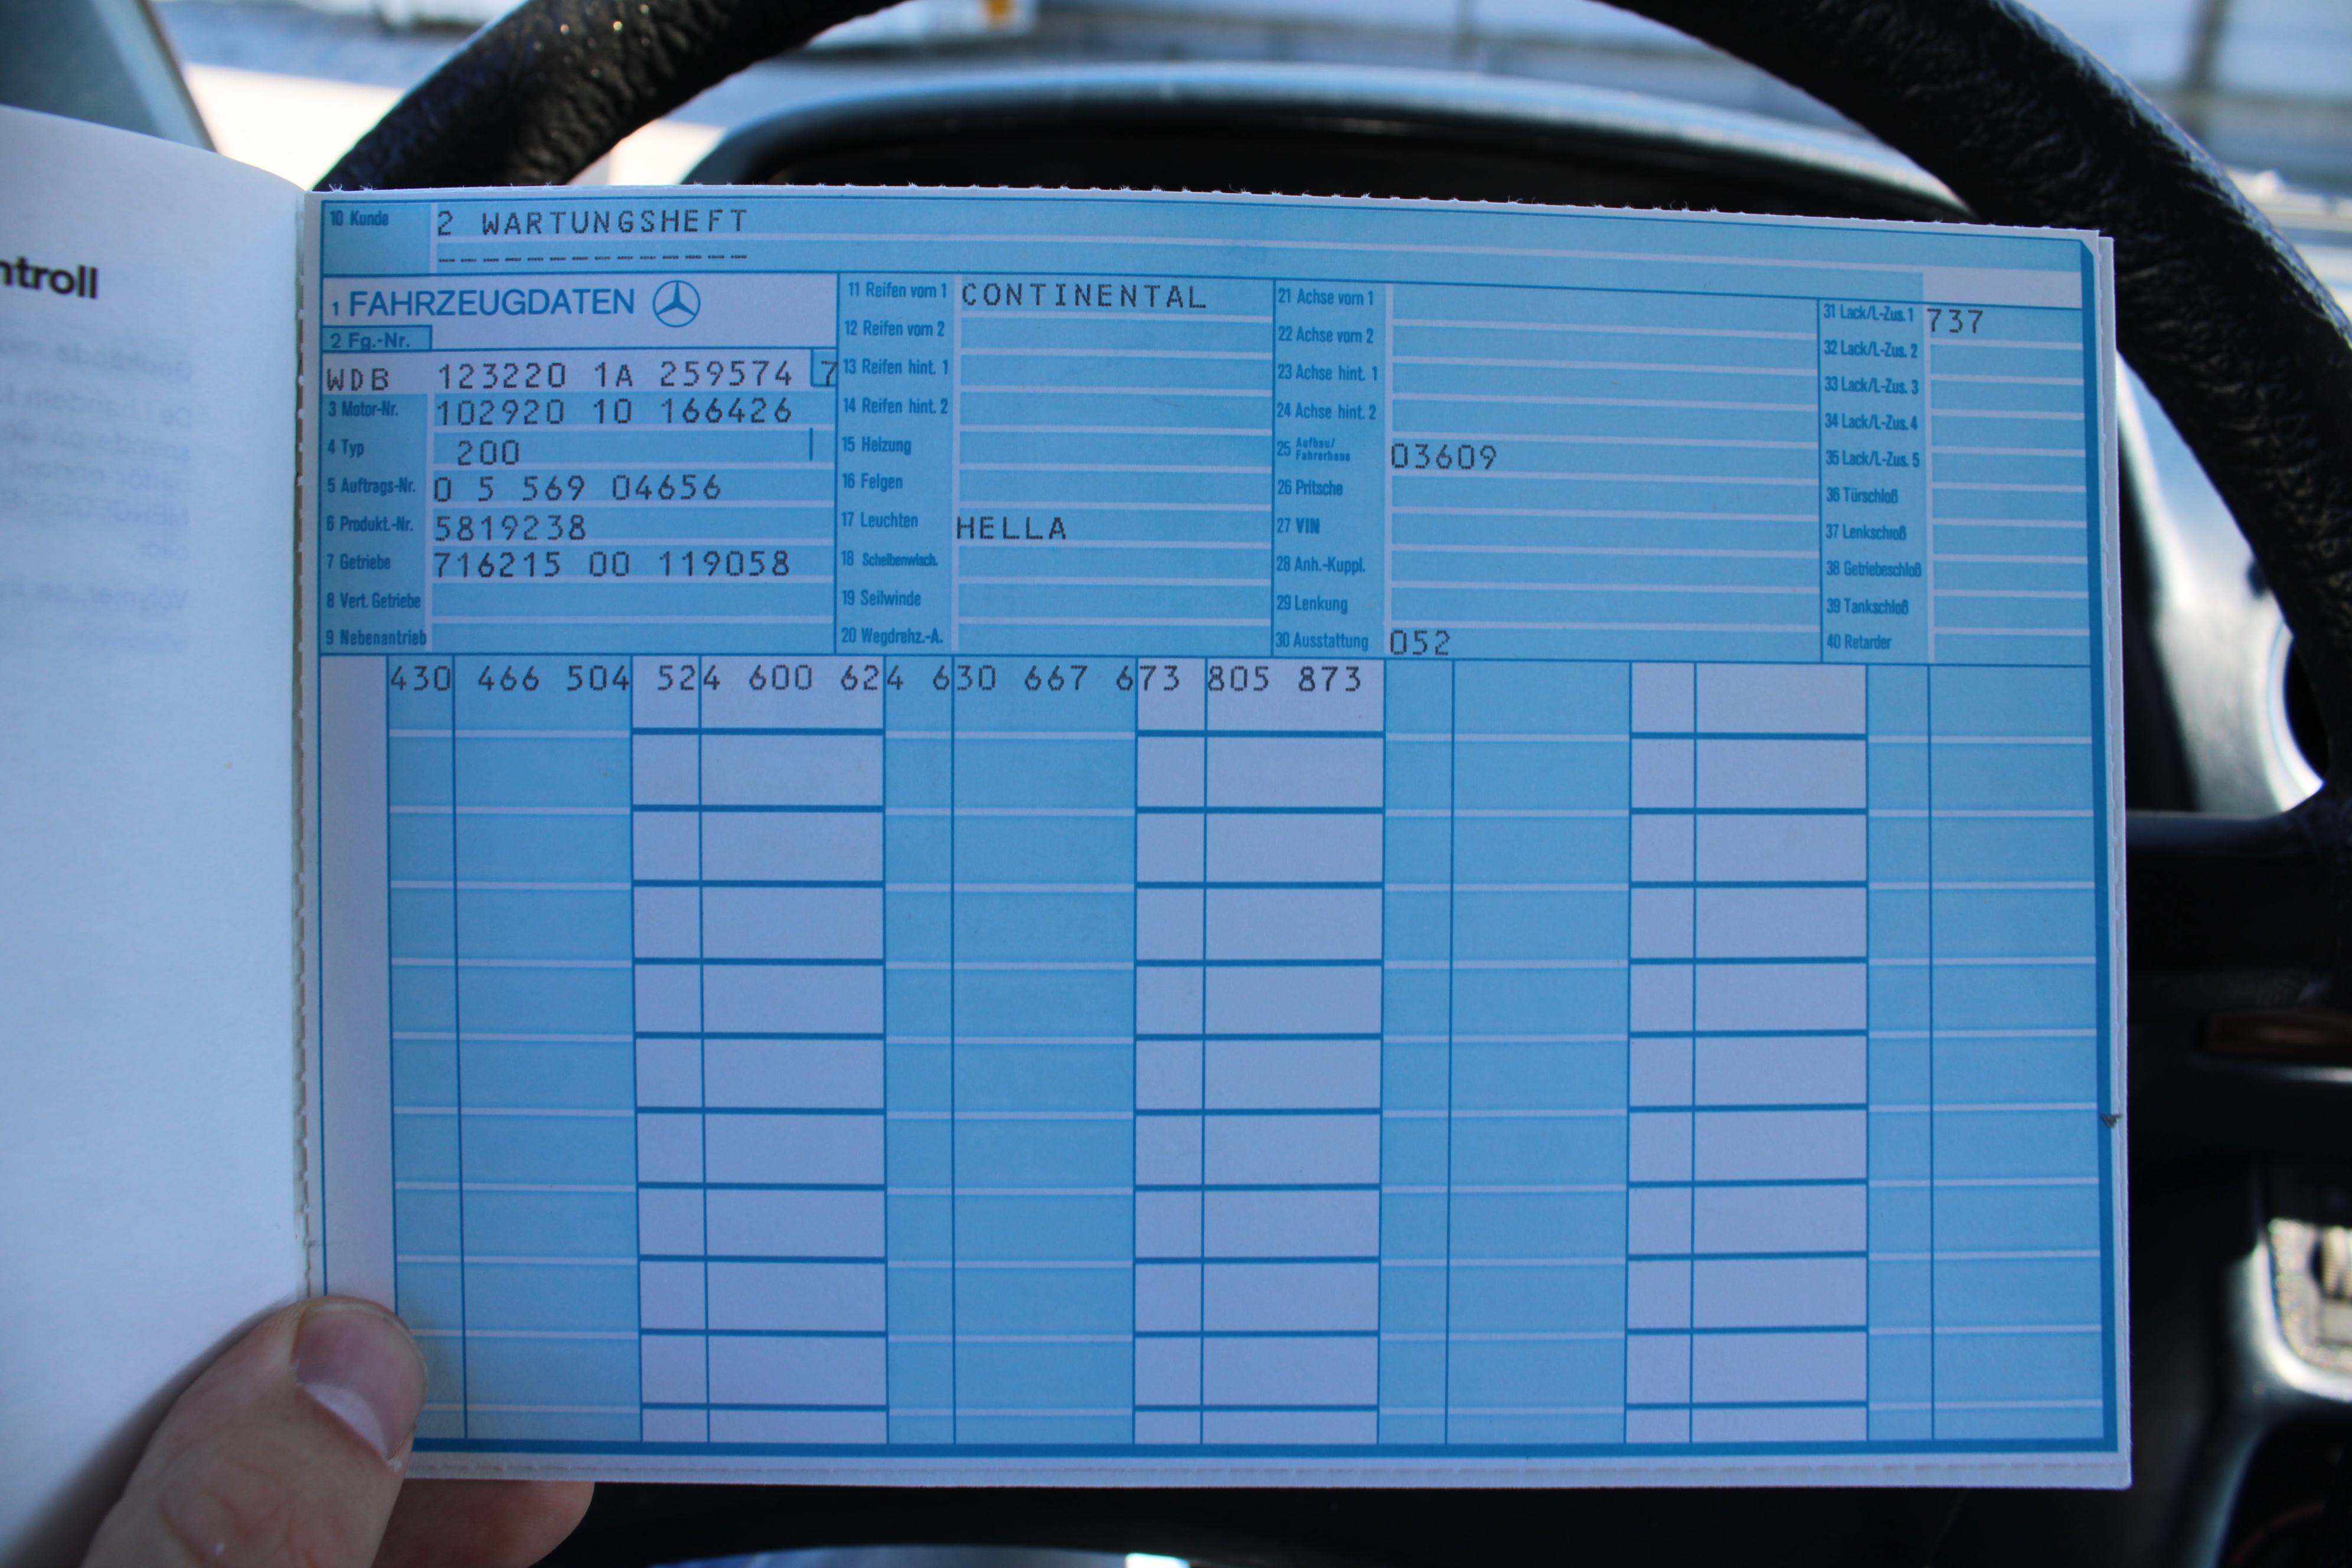 ntroll
10 Kunde 2 WARTUNGSHEFT
----------------
1 FAHRZEUGDATEN
2 Fg.-Nr.
WDB 123220 1A 259574 7
3 Motor-Nr. 102920 10 166426
4 Typ 200
5 Auftrags-Nr. 0 5 569 04656
6 Produkt.-Nr. 5819238
7 Getriebe 716215 00 119058
8 Vert. Getriebe
9 Nebenantrieb
11 Reifen vorn 1 CONTINENTAL
12 Reifen vorn 2
13 Reifen hint. 1
14 Reifen hint. 2
15 Heizung
16 Felgen
17 Leuchten HELLA
18 Scheibenwisch.
19 Seilwinde
20 Wegdrehz.-A.
21 Achse vorn 1
22 Achse vorn 2
23 Achse hint. 1
24 Achse hint. 2
25 Aufbau/
Fahrerhaus 03609
26 Pritsche
27 VIN
28 Anh.-Kuppl.
29 Lenkung
30 Ausstattung 052
31 Lack/L-Zus. 1 737
32 Lack/L-Zus. 2
33 Lack/L-Zus. 3
34 Lack/L-Zus. 4
35 Lack/L-Zus. 5
36 Türschloß
37 Lenkschloß
38 Getriebeschloß
39 Tankschloß
40 Retarder
430 466 504 524 600 624 630 667 673 805 873